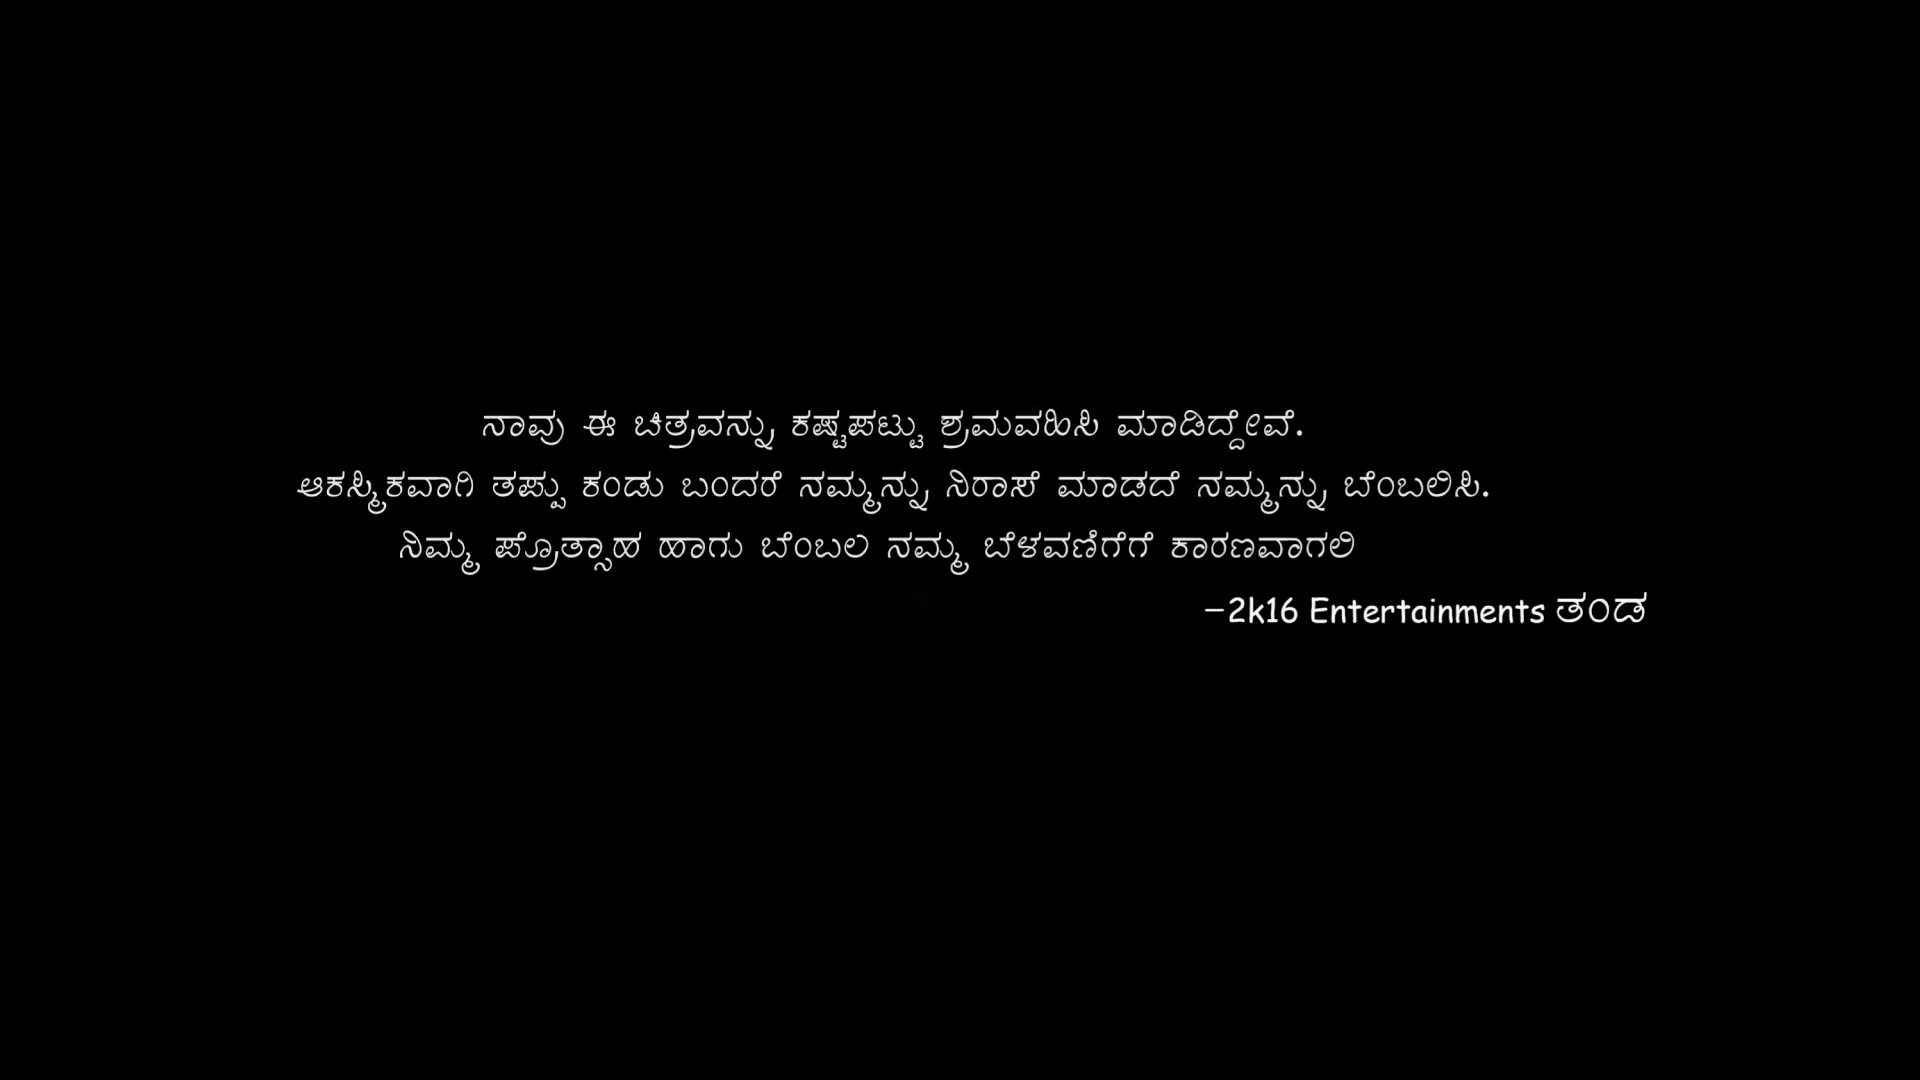 ನಾವು ಈ ಚಿತ್ರವನ್ನು ಕಷ್ಟಪಟ್ಟು ಶ್ರಮವಹಿಸಿ ಮಾಡಿದ್ದೇವೆ.
ಆಕಸ್ಮಿಕವಾಗಿ ತಪ್ಪು ಕಂಡು ಬಂದರೆ ನಮ್ಮನ್ನು ನಿರಾಸೆ ಮಾಡದೆ ನಮ್ಮನ್ನು ಬೆಂಬಲಿಸಿ.
ನಿಮ್ಮ ಪ್ರೊತ್ಸಾಹ ಹಾಗು ಬೆಂಬಲ ನಮ್ಮ ಬೆಳವಣಿಗೆಗೆ ಕಾರಣವಾಗಲಿ
-2k16 Entertainments ತಂಡ